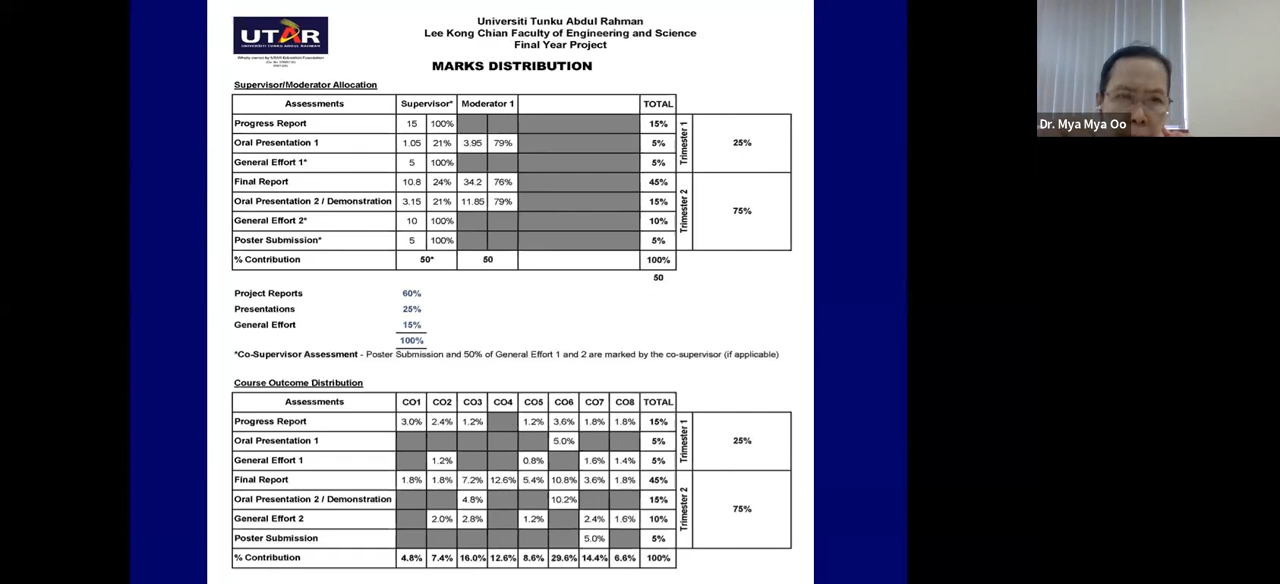 UTAR
UNIVERSITI TUNKU ABDUL RAHMAN
Wholly owned by UTAR Education Foundation
Universiti Tunku Abdul Rahman
Lee Kong Chian Faculty of Engineering and Science
Final Year Project
MARKS DISTRIBUTION
Supervisor/Moderator Allocation
Assessments Supervisor* Moderator 1 TOTAL
Progress Report 15 100% 15%
Oral Presentation 1 1.05 21% 3.95 79% 5%
General Effort 1* 5 100% 5%
Trimester 1 25%
Final Report 10.8 24% 34.2 76% 45%
Oral Presentation 2 / Demonstration 3.15 21% 11.85 79% 15%
General Effort 2* 10 100% 10%
Poster Submission* 5 100% 5%
Trimester 2 75%
% Contribution 50* 50 100%
50
Project Reports 60%
Presentations 25%
General Effort 15%
100%
*Co-Supervisor Assessment - Poster Submission and 50% of General Effort 1 and 2 are marked by the co-supervisor (if applicable)
Course Outcome Distribution
Assessments CO1 CO2 CO3 CO4 CO5 CO6 CO7 CO8 TOTAL
Progress Report 3.0% 2.4% 1.2% 1.2% 3.6% 1.8% 1.8% 15%
Oral Presentation 1 5.0% 5%
General Effort 1 1.2% 0.8% 1.6% 1.4% 5%
Trimester 1 25%
Final Report 1.8% 1.8% 7.2% 12.6% 5.4% 10.8% 3.6% 1.8% 45%
Oral Presentation 2 / Demonstration 4.8% 10.2% 15%
General Effort 2 2.0% 2.8% 1.2% 2.4% 1.6% 10%
Poster Submission 5.0% 5%
Trimester 2 75%
% Contribution 4.8% 7.4% 16.0% 12.6% 8.6% 29.6% 14.4% 6.6% 100%
Dr. Mya Mya Oo